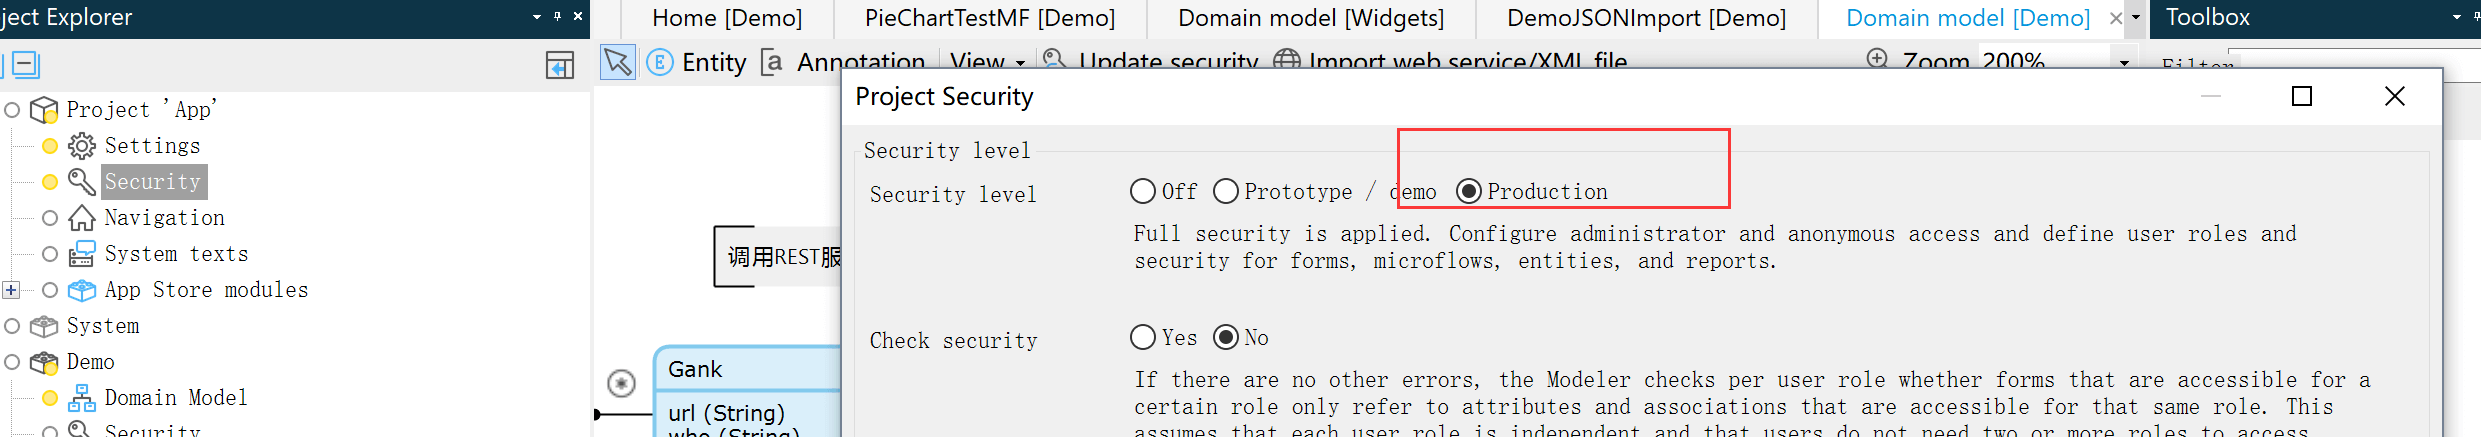 ject Explorer
Home [Demo]
PieChartTestMF [Demo]
Domain model [Widgets]
DemoJSONImport [Demo]
Domain model [Demo]
Toolbox
Entity
Annotation
View
Update security
Import web service/XML file
Zoom 200%
Filter
Project 'App'
Settings
Security
Navigation
System texts
App Store modules
System
Demo
Domain Model
Security
调用REST服
Gank
url (String)
who (String)
Project Security
Security level
Security level
Off
Prototype / demo
Production
Full security is applied. Configure administrator and anonymous access and define user roles and
security for forms, microflows, entities, and reports.
Check security
Yes
No
If there are no other errors, the Modeler checks per user role whether forms that are accessible for a
certain role only refer to attributes and associations that are accessible for that same role. This
assumes that each user role is independent and that users do not need two or more roles to access